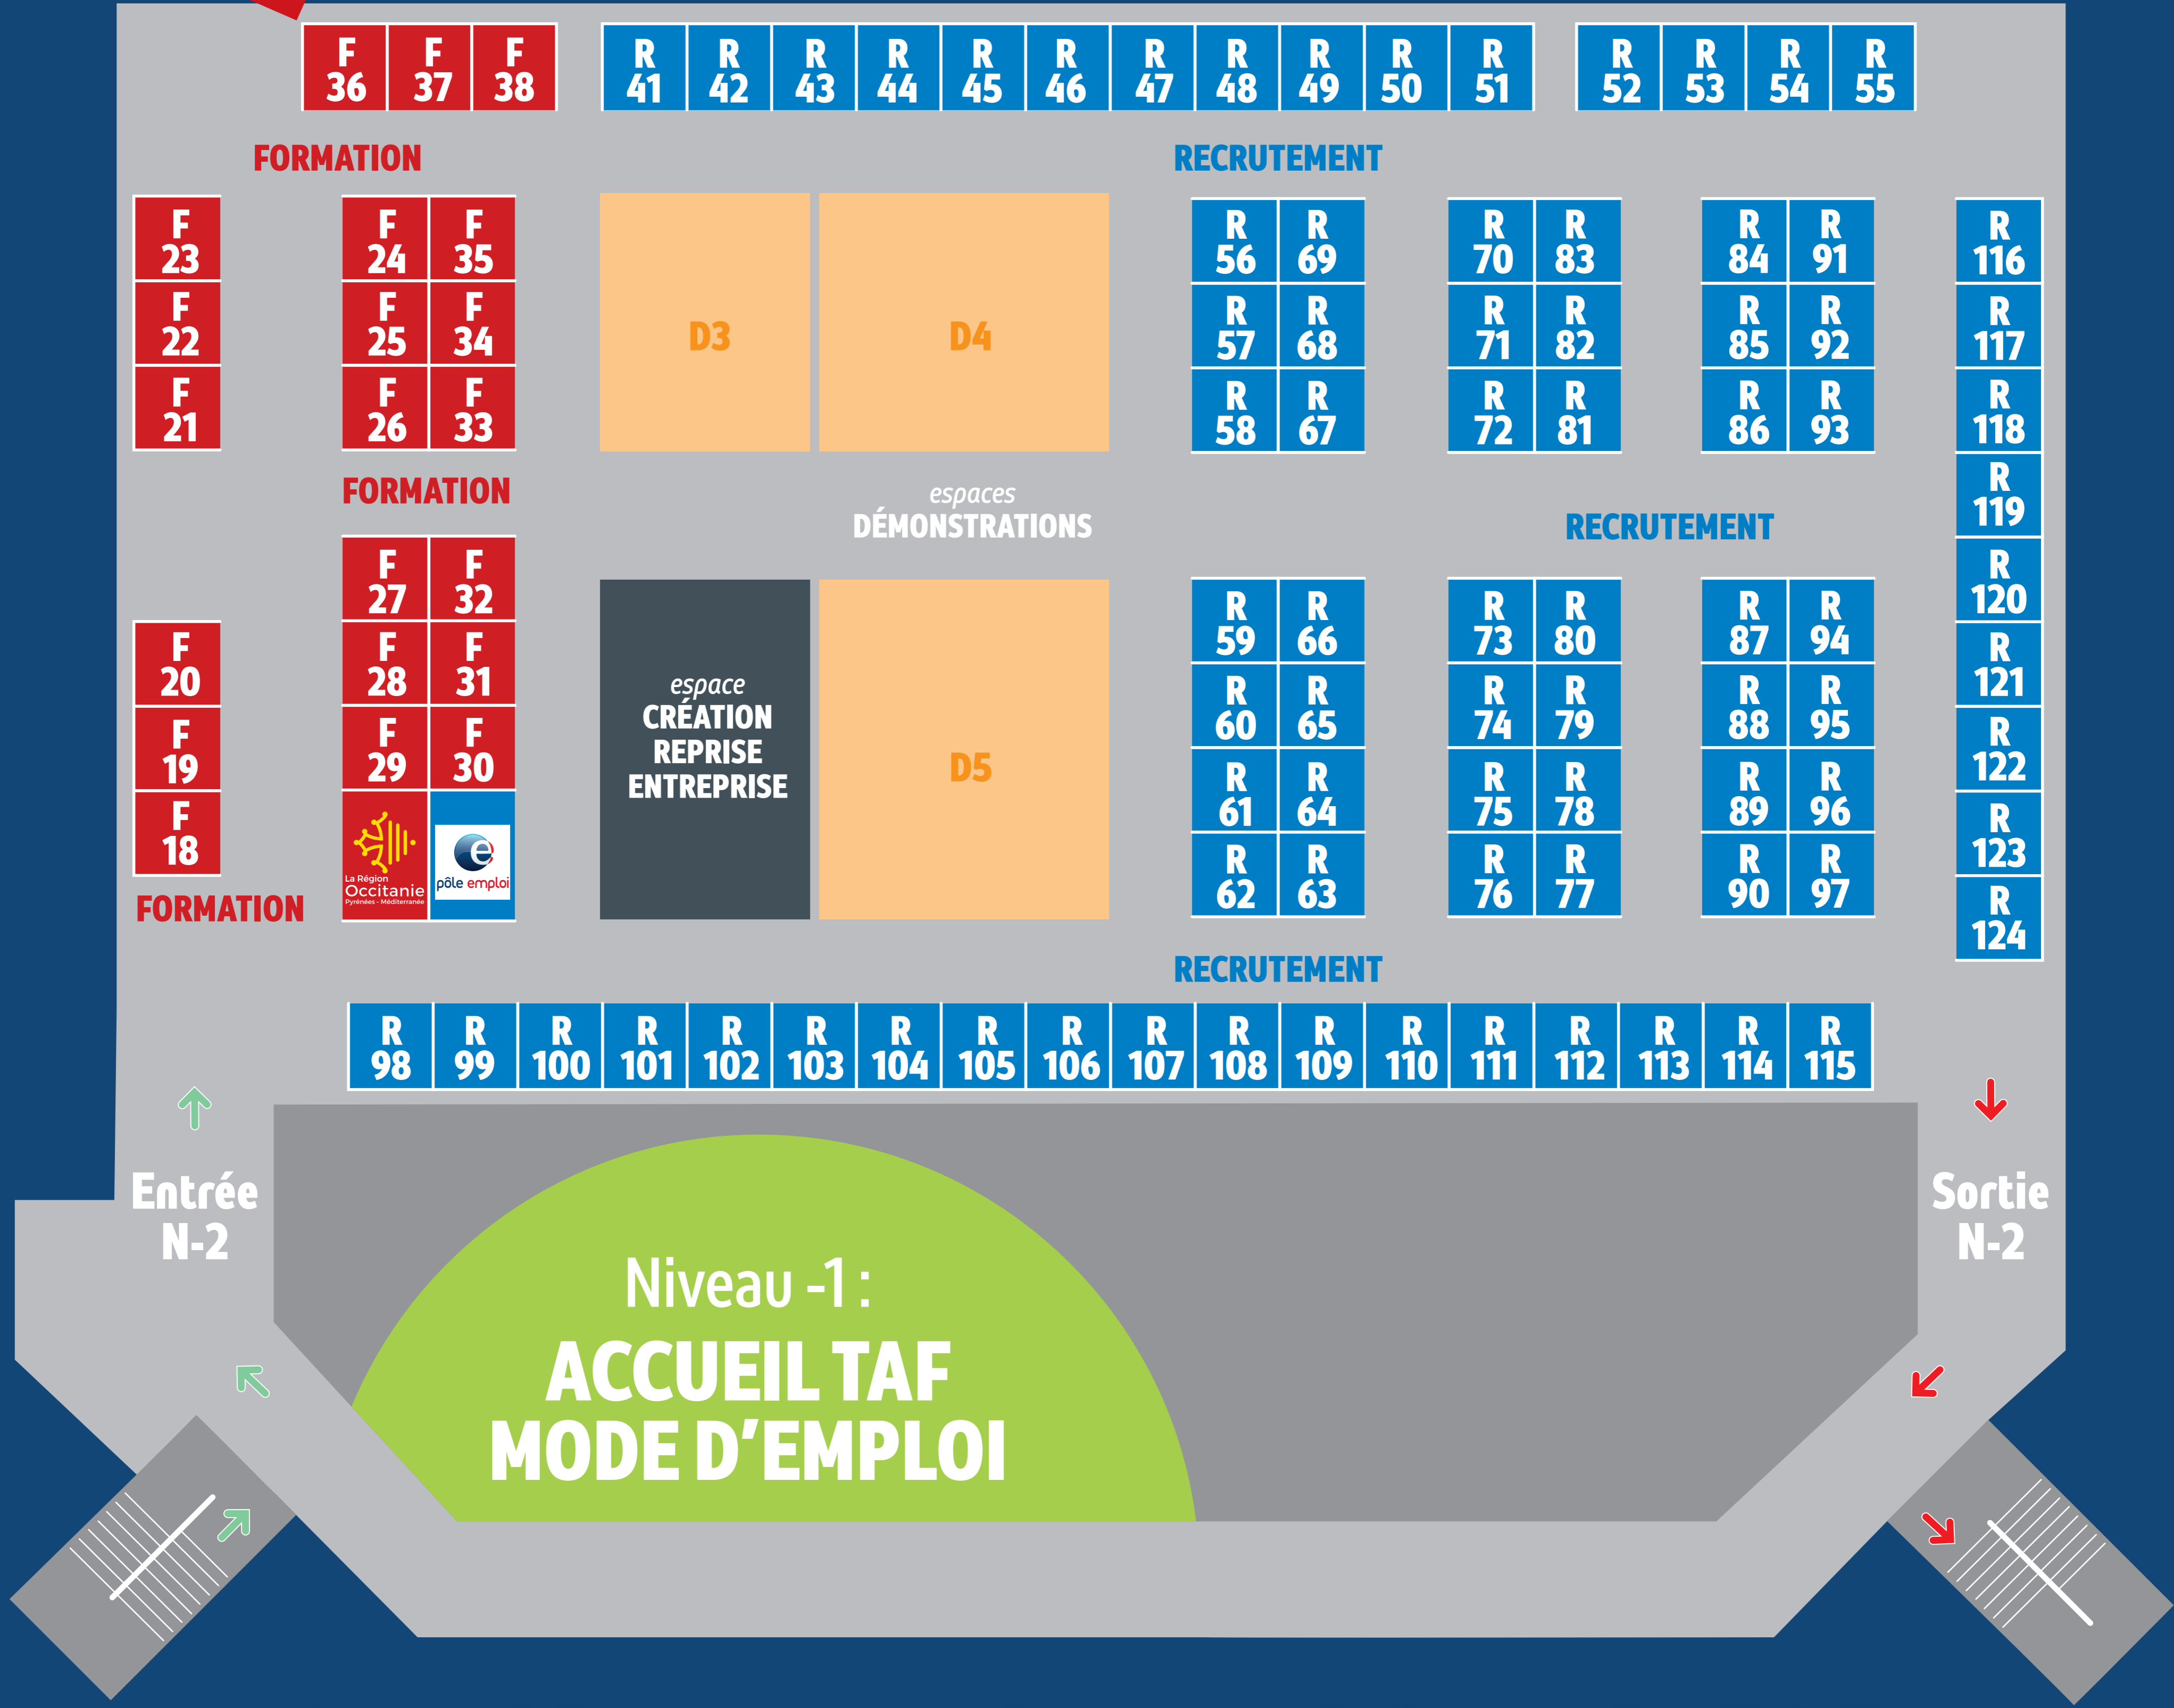 F F F R R R R R R R R R R R R R R R
36 37 38 41 42 43 44 45 46 47 48 49 50 51 52 53 54 55
FORMATION RECRUTEMENT
F F F R R R R R R R
23 24 35 56 69 70 83 84 91 116
F F F R R R R R R R
22 25 34 D3 D4 57 68 71 82 85 92 117
F F F R R R R R R R
21 26 33 58 67 72 81 86 93 118
FORMATION
espaces
DÉMONSTRATIONS
RECRUTEMENT
R
119
F F R R R R R R R
27 32 59 66 73 80 87 94 120
F F F R R R R R R R
20 28 31 60 65 74 79 88 95 121
espace
CRÉATION
REPRISE
ENTREPRISE
D5
F F F R R R R R R R
19 29 30 61 64 75 78 89 96 122
F R R R R R R R
18 62 63 76 77 90 97 123
La Région
Occitanie
Pyrénées - Méditerranée
e
pôle emploi
FORMATION
R
124
RECRUTEMENT
R R R R R R R R R R R R R R R R R R
98 99 100 101 102 103 104 105 106 107 108 109 110 111 112 113 114 115
Entrée
N-2
Sortie
N-2
Niveau -1 :
ACCUEIL TAF
MODE D'EMPLOI